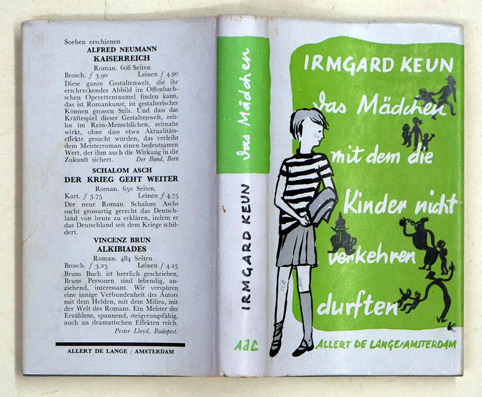 Soeben erschienen
ALFRED NEUMANN
KAISERREICH
Roman. 608 Seiten
Brosch. f 3.90 Leinen f 4.90
Diese ganze Gestaltenwelt, die ihr
erschreckendes Abbild im Offenbach-
schen Operettentaumel finden kann,
das ist Romankunst, ist gestalterisches
Können grossen Stils. Und dass das
Kräftespiel dieser Gestaltenwelt, zeit-
los im Rein-Menschlichen, zeitnahe
wirkt, ohne dass etwa Aktualitäts-
effekte gesucht würden, das verleiht
dem Meisterroman einen bedeutsamen
Wert, der ihm auch die Wirkung in die
Zukunft sichert. Der Bund, Bern
SCHALOM ASCH
DER KRIEG GEHT WEITER
Roman. 650 Seiten.
Kart. f 3.75 Leinen f 4.75
Der neue Roman Schalom Aschs
sucht grossartig gerecht das Deutsch-
land von heute zu erklären, indem er
das Deutschland seit dem Kriege schil-
dert.
VINCENZ BRUN
ALKIBIADES
Roman. 484 Seiten
Brosch. f 3.25 Leinen f 4.25
Bruns Buch ist herrlich geschrieben,
Bruns Personen sind lebendig, an-
ziehend, interessant. Wir verspüren
eine innige Verbundenheit des Autors
mit dem Helden, mit dem Milieu, mit
der Welt des Romans. Ein Meister des
Erzählens, spannend, steigerungsfähig,
auch an dramatischen Effekten reich.
Pester Lloyd, Budapest.
ALLERT DE LANGE / AMSTERDAM
IRMGARD KEUN Das Mädchen
AdL
IRMGARD KEUN
Das Mädchen
mit dem die
Kinder nicht
verkehren
durften
ALLERT DE LANGE/AMSTERDAM